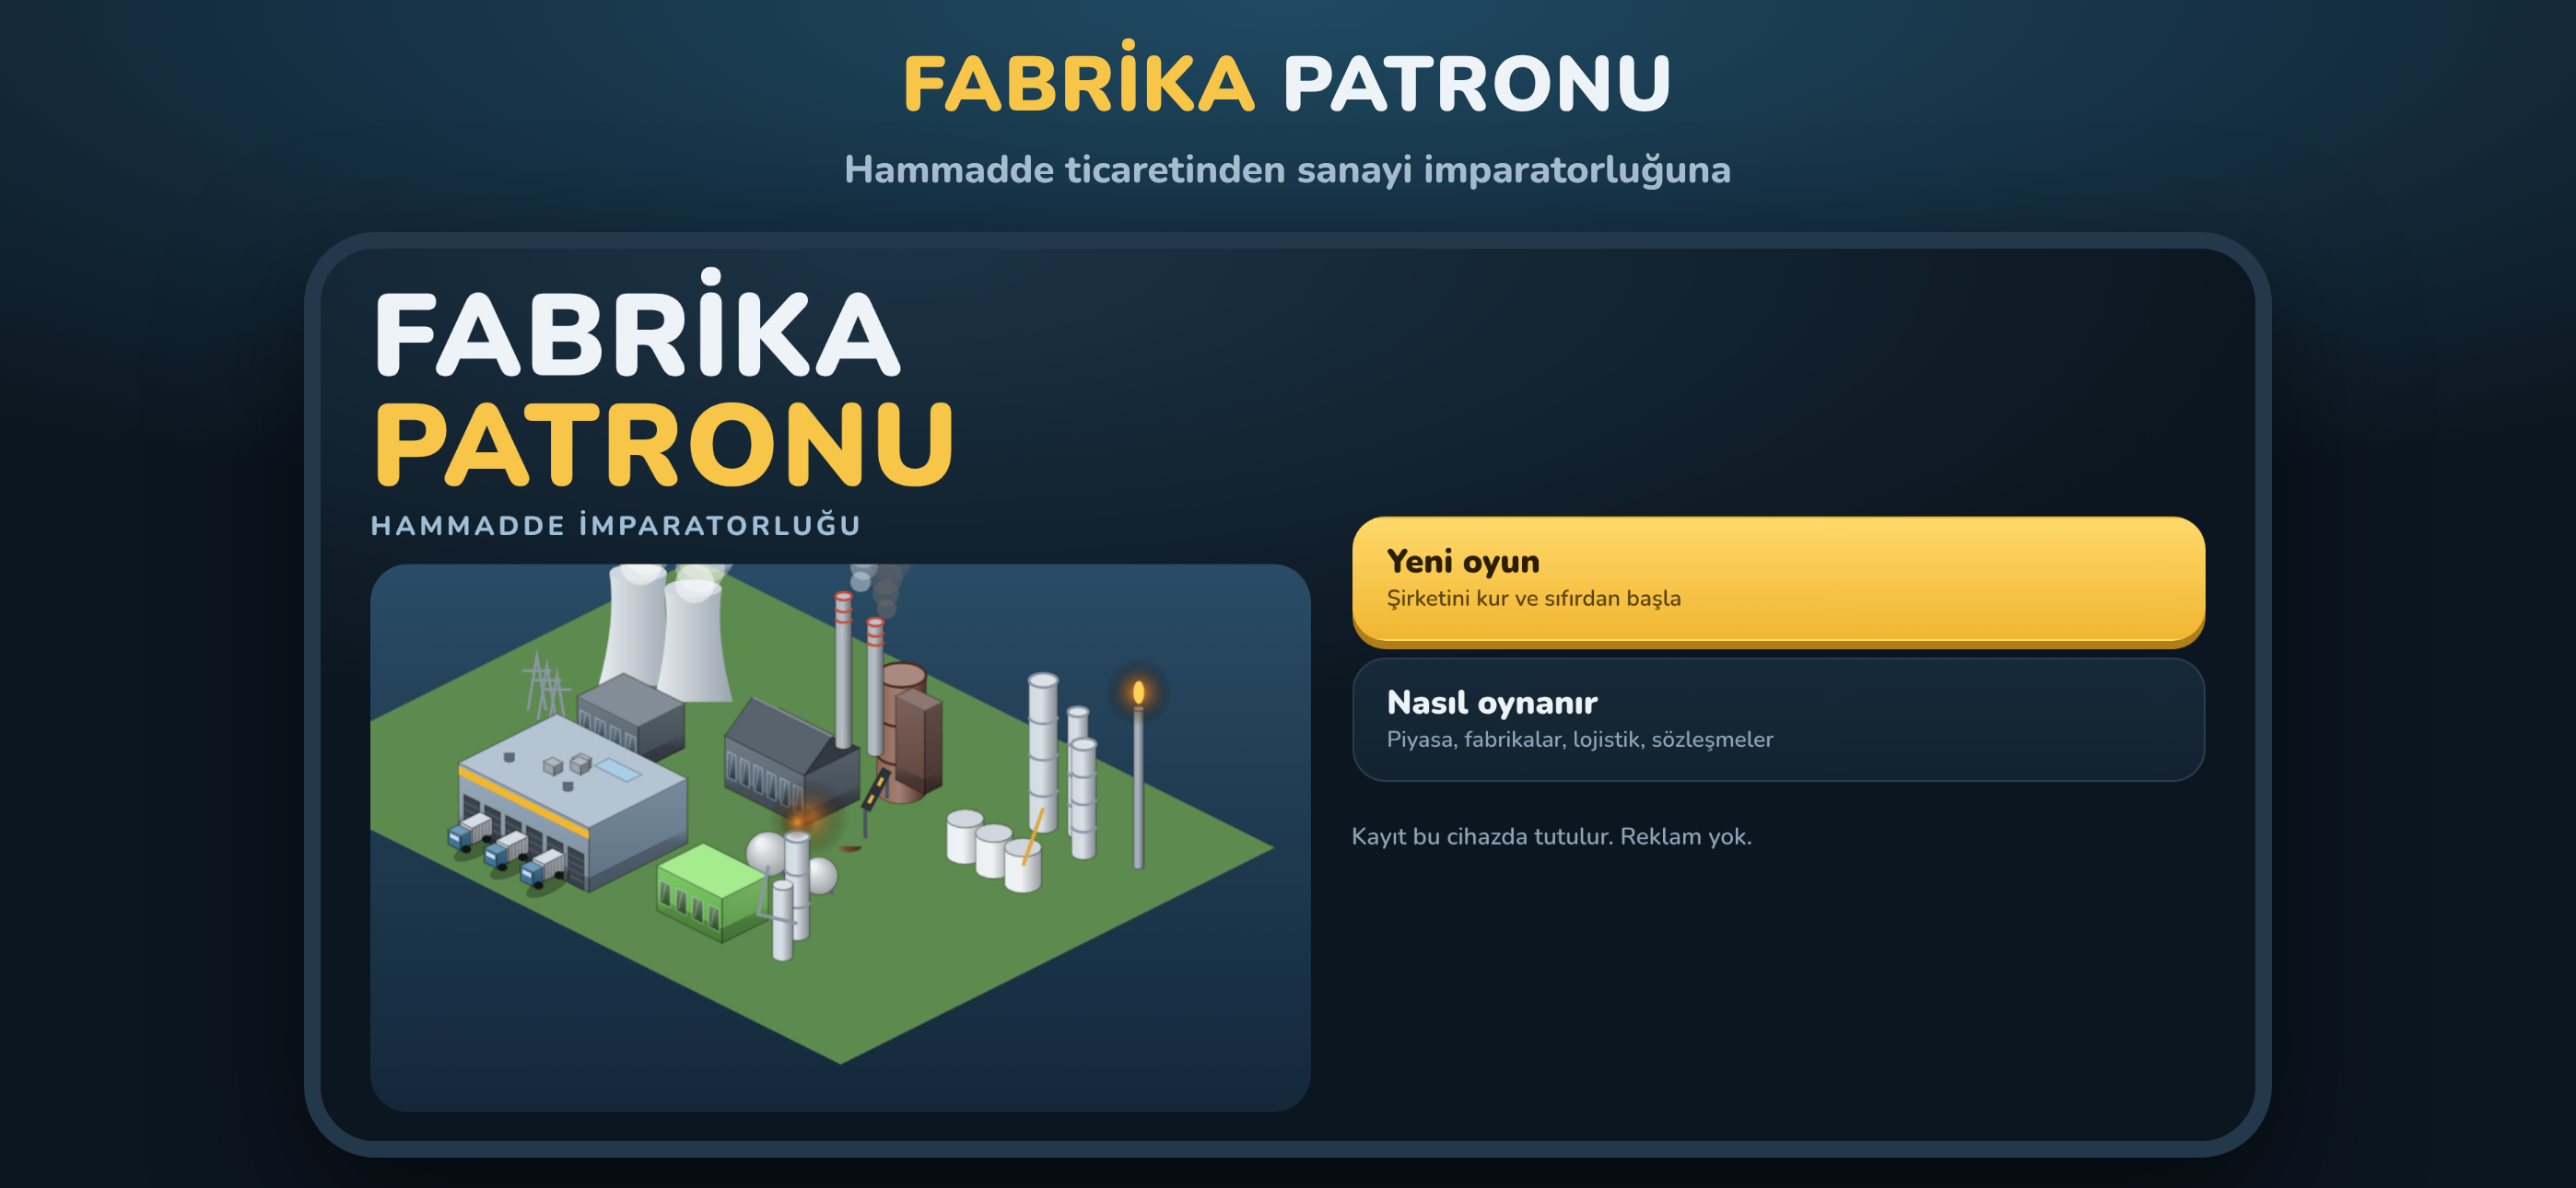 FABRİKA PATRONU
Hammadde ticaretinden sanayi imparatorluğuna
FABRİKA
PATRONU
HAMMADDE İMPARATORLUĞU
Yeni oyun
Şirketini kur ve sıfırdan başla
Nasıl oynanır
Piyasa, fabrikalar, lojistik, sözleşmeler
Kayıt bu cihazda tutulur. Reklam yok.